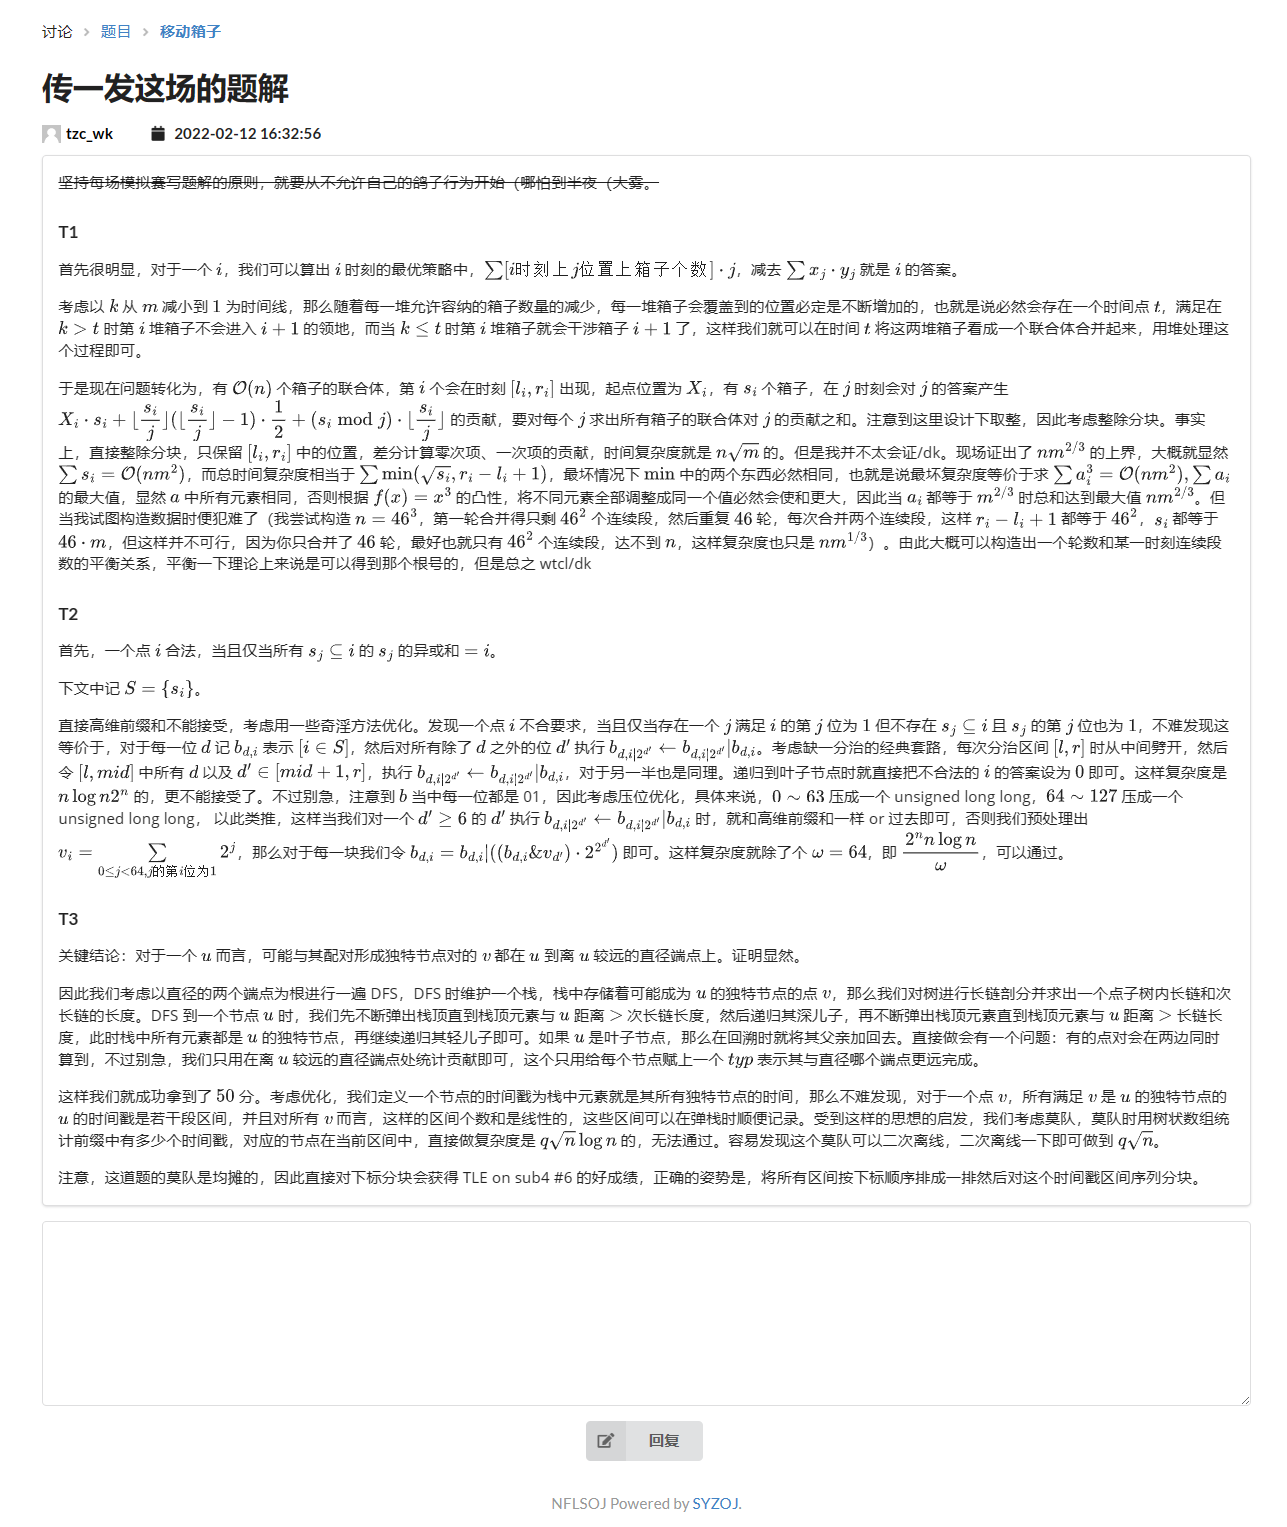 讨论 > 题目 > 移动箱子
传一发这场的题解
tzc_wk 2022-02-12 16:32:56
坚持每场模拟赛写题解的原则，就要从不允许自己的鸽子行为开始（哪怕到半夜（大雾。
T1
首先很明显，对于一个 i，我们可以算出 i 时刻的最优策略中，∑[i时刻上j位置上箱子个数]·j，减去 ∑ x_j · y_j 就是 i 的答案。
考虑以 k 从 m 减小到 1 为时间线，那么随着每一堆允许容纳的箱子数量的减少，每一堆箱子会覆盖到的位置必定是不断增加的，也就是说必然会存在一个时间点 t，满足在
k > t 时第 i 堆箱子不会进入 i + 1 的领地，而当 k ≤ t 时第 i 堆箱子就会干涉箱子 i + 1 了，这样我们就可以在时间 t 将这两堆箱子看成一个联合体合并起来，用堆处理这
个过程即可。
于是现在问题转化为，有 O(n) 个箱子的联合体，第 i 个会在时刻 [l_i, r_i] 出现，起点位置为 X_i，有 s_i 个箱子，在 j 时刻会对 j 的答案产生
X_i · s_i + ⌊s_i/j⌋(⌊s_i/j⌋ − 1) · 1/2 + (s_i mod j) · ⌊s_i/j⌋ 的贡献，要对每个 j 求出所有箱子的联合体对 j 的贡献之和。注意到这里设计下取整，因此考虑整除分块。事实
上，直接整除分块，只保留 [l_i, r_i] 中的位置，差分计算零次项、一次项的贡献，时间复杂度就是 n√m 的。但是我并不太会证/dk。现场证出了 nm^{2/3} 的上界，大概就显然
∑ s_i = O(nm^2)，而总时间复杂度相当于 ∑ min(√s_i, r_i − l_i + 1)，最坏情况下 min 中的两个东西必然相同，也就是说最坏复杂度等价于求 ∑ a_i^3 = O(nm^2), ∑ a_i
的最大值，显然 a 中所有元素相同，否则根据 f(x) = x^3 的凸性，将不同元素全部调整成同一个值必然会使和更大，因此当 a_i 都等于 m^{2/3} 时总和达到最大值 nm^{2/3}。但
当我试图构造数据时便犯难了（我尝试构造 n = 46^3，第一轮合并得只剩 46^2 个连续段，然后重复 46 轮，每次合并两个连续段，这样 r_i − l_i + 1 都等于 46^2，s_i 都等于
46 · m，但这样并不可行，因为你只合并了 46 轮，最好也就只有 46^2 个连续段，达不到 n，这样复杂度也只是 nm^{1/3}）。由此大概可以构造出一个轮数和某一时刻连续段
数的平衡关系，平衡一下理论上来说是可以得到那个根号的，但是总之 wtcl/dk
T2
首先，一个点 i 合法，当且仅当所有 s_j ⊆ i 的 s_j 的异或和 = i。
下文中记 S = {s_i}。
直接高维前缀和不能接受，考虑用一些奇淫方法优化。发现一个点 i 不合要求，当且仅当存在一个 j 满足 i 的第 j 位为 1 但不存在 s_j ⊆ i 且 s_j 的第 j 位也为 1，不难发现这
等价于，对于每一位 d 记 b_{d,i} 表示 [i ∈ S]，然后对所有除了 d 之外的位 d′ 执行 b_{d,i|2^{d′}} ← b_{d,i|2^{d′}}|b_{d,i}。考虑缺一分治的经典套路，每次分治区间 [l, r] 时从中间劈开，然后
令 [l, mid] 中所有 d 以及 d′ ∈ [mid + 1, r]，执行 b_{d,i|2^{d′}} ← b_{d,i|2^{d′}}|b_{d,i}，对于另一半也是同理。递归到叶子节点时就直接把不合法的 i 的答案设为 0 即可。这样复杂度是
n log n2^n 的，更不能接受了。不过别急，注意到 b 当中每一位都是 01，因此考虑压位优化，具体来说，0 ∼ 63 压成一个 unsigned long long，64 ∼ 127 压成一个
unsigned long long， 以此类推，这样当我们对一个 d′ ≥ 6 的 d′ 执行 b_{d,i|2^{d′}} ← b_{d,i|2^{d′}}|b_{d,i} 时，就和高维前缀和一样 or 过去即可，否则我们预处理出
v_i = ∑_{0≤j<64,j的第i位为1} 2^j，那么对于每一块我们令 b_{d,i} = b_{d,i}|((b_{d,i}&v_{d′}) · 2^{2^{d′}}) 即可。这样复杂度就除了个 ω = 64，即 2^n n log n/ω，可以通过。
T3
关键结论：对于一个 u 而言，可能与其配对形成独特节点对的 v 都在 u 到离 u 较远的直径端点上。证明显然。
因此我们考虑以直径的两个端点为根进行一遍 DFS，DFS 时维护一个栈，栈中存储着可能成为 u 的独特节点的点 v，那么我们对树进行长链剖分并求出一个点子树内长链和次
长链的长度。DFS 到一个节点 u 时，我们先不断弹出栈顶直到栈顶元素与 u 距离 > 次长链长度，然后递归其深儿子，再不断弹出栈顶元素直到栈顶元素与 u 距离 > 长链长
度，此时栈中所有元素都是 u 的独特节点，再继续递归其轻儿子即可。如果 u 是叶子节点，那么在回溯时就将其父亲加回去。直接做会有一个问题：有的点对会在两边同时
算到，不过别急，我们只用在离 u 较远的直径端点处统计贡献即可，这个只用给每个节点赋上一个 typ 表示其与直径哪个端点更远完成。
这样我们就成功拿到了 50 分。考虑优化，我们定义一个节点的时间戳为栈中元素就是其所有独特节点的时间，那么不难发现，对于一个点 v，所有满足 v 是 u 的独特节点的
u 的时间戳是若干段区间，并且对所有 v 而言，这样的区间个数和是线性的，这些区间可以在弹栈时顺便记录。受到这样的思想的启发，我们考虑莫队，莫队时用树状数组统
计前缀中有多少个时间戳，对应的节点在当前区间中，直接做复杂度是 q√n log n 的，无法通过。容易发现这个莫队可以二次离线，二次离线一下即可做到 q√n。
注意，这道题的莫队是均摊的，因此直接对下标分块会获得 TLE on sub4 #6 的好成绩，正确的姿势是，将所有区间按下标顺序排成一排然后对这个时间戳区间序列分块。
回复
NFLSOJ Powered by SYZOJ.